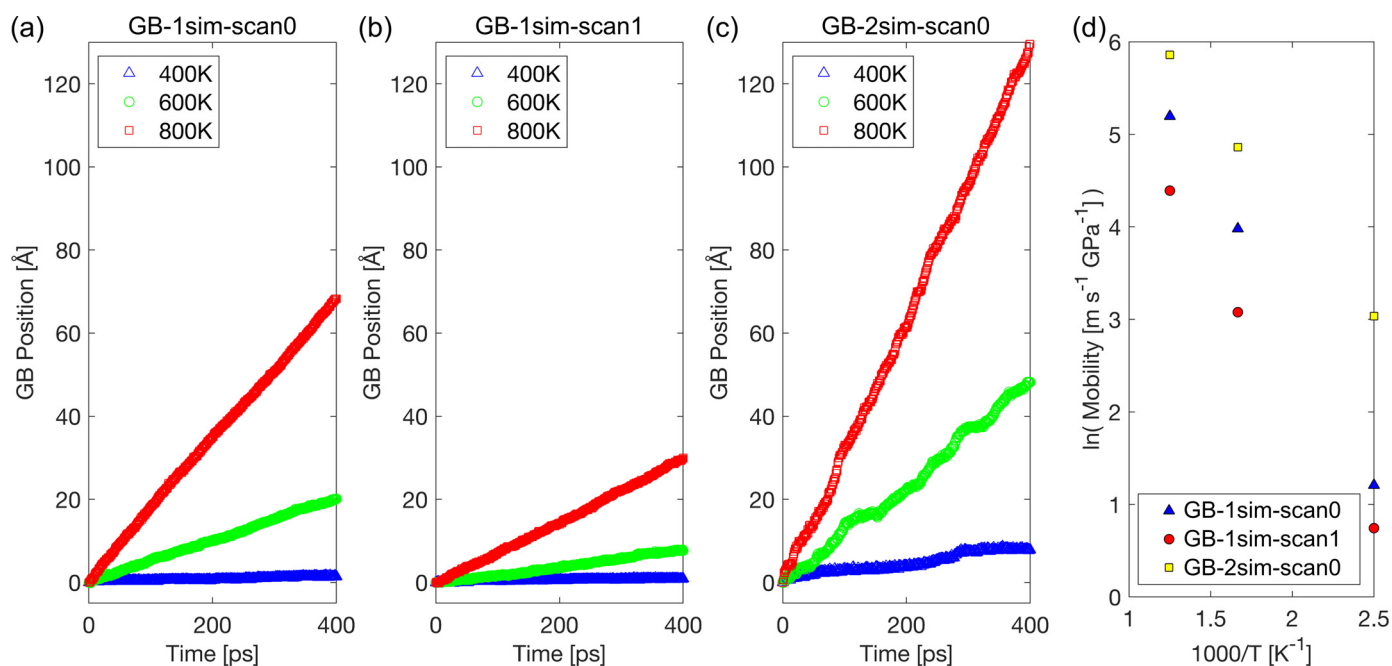 (a) GB-1sim-scan0
400K
600K
800K
120
100
80
60
40
20
0
GB Position [Å]
0 200 400
Time [ps]
(b) GB-1sim-scan1
400K
600K
800K
120
100
80
60
40
20
0
GB Position [Å]
0 200 400
Time [ps]
(c) GB-2sim-scan0
400K
600K
800K
120
100
80
60
40
20
0
GB Position [Å]
0 200 400
Time [ps]
(d)
6
5
4
3
2
1
0
ln( Mobility [m s⁻¹ GPa⁻¹] )
GB-1sim-scan0
GB-1sim-scan1
GB-2sim-scan0
1 1.5 2 2.5
1000/T [K⁻¹]